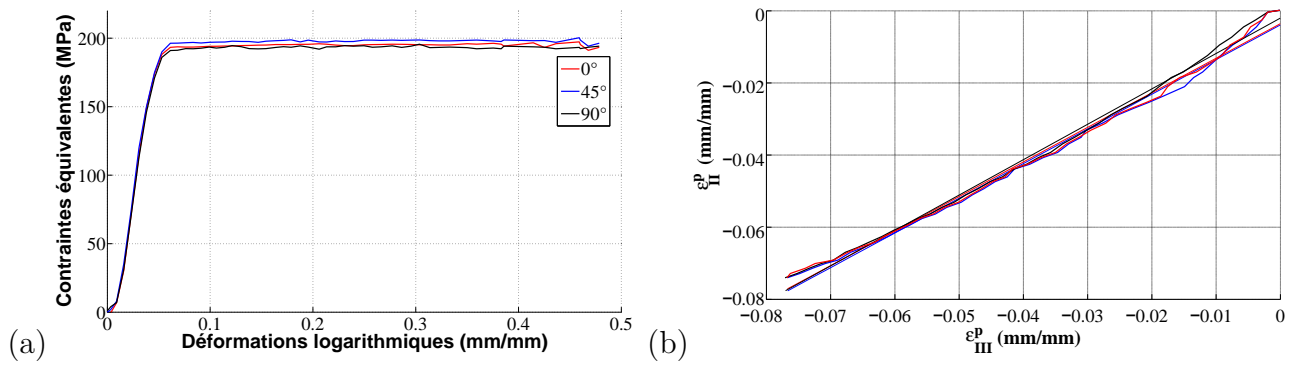 (a)
Contraintes équivalentes (MPa)
200
150
100
50
0
0 0.1 0.2 0.3 0.4 0.5
Déformations logarithmiques (mm/mm)
0°
45°
90°
(b)
ε^p_II (mm/mm)
0
−0.02
−0.04
−0.06
−0.08
−0.08 −0.07 −0.06 −0.05 −0.04 −0.03 −0.02 −0.01 0
ε^p_III (mm/mm)